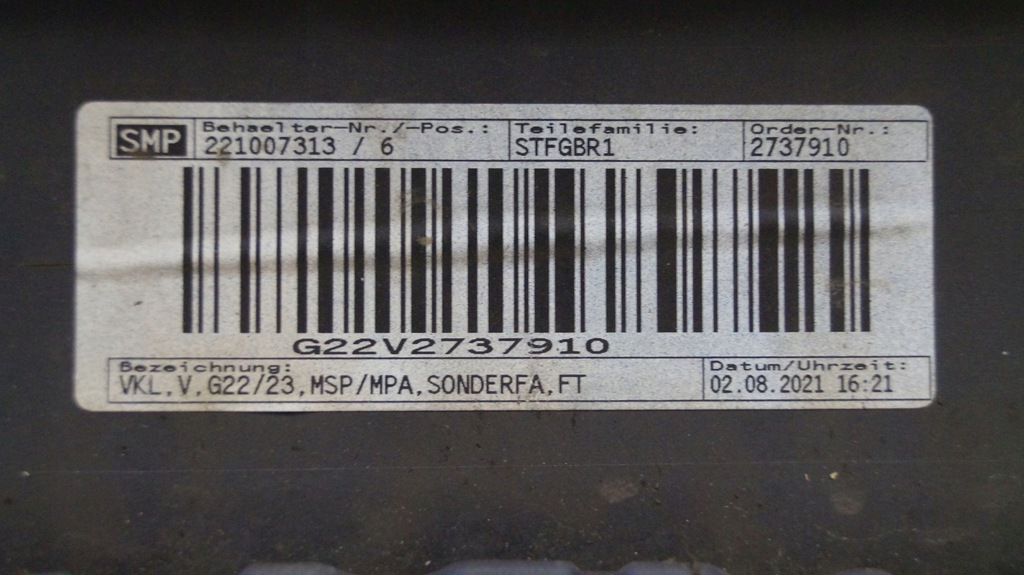 SMP Behaelter-Nr./-Pos.: Teilefamilie: Order-Nr.:
221007313 / 6 STFGBR1 2737910
G22V2737910
Bezeichnung: Datum/Uhrzeit:
VKL,V,G22/23,MSP/MPA,SONDERFA,FT 02.08.2021 16:21